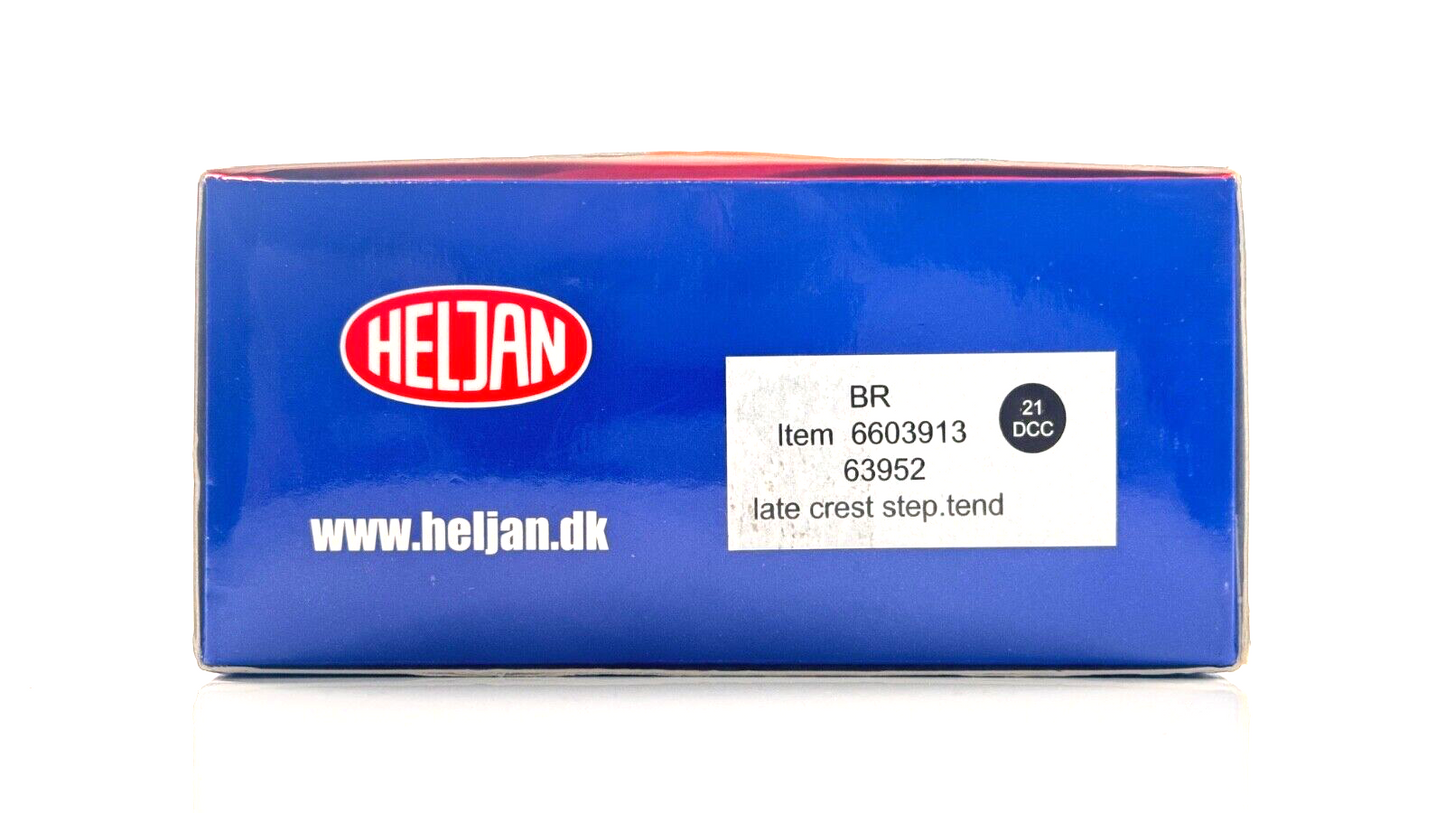 HELJAN
www.heljan.dk
BR
Item 6603913
63952
late crest step.tend
21
DCC